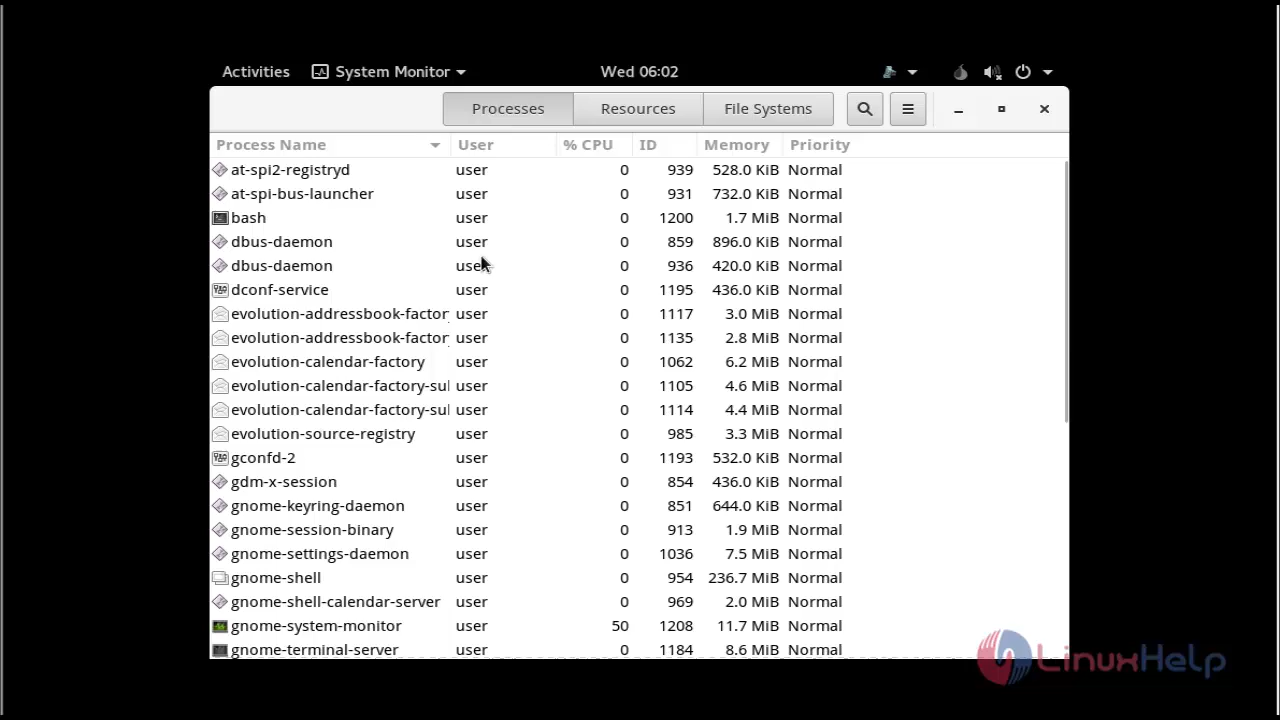 Activities System Monitor Wed 06:02
Processes Resources File Systems
Process Name User % CPU ID Memory Priority
at-spi2-registryd user 0 939 528.0 KiB Normal
at-spi-bus-launcher user 0 931 732.0 KiB Normal
bash user 0 1200 1.7 MiB Normal
dbus-daemon user 0 859 896.0 KiB Normal
dbus-daemon user 0 936 420.0 KiB Normal
dconf-service user 0 1195 436.0 KiB Normal
evolution-addressbook-factor user 0 1117 3.0 MiB Normal
evolution-addressbook-factor user 0 1135 2.8 MiB Normal
evolution-calendar-factory user 0 1062 6.2 MiB Normal
evolution-calendar-factory-su user 0 1105 4.6 MiB Normal
evolution-calendar-factory-su user 0 1114 4.4 MiB Normal
evolution-source-registry user 0 985 3.3 MiB Normal
gconfd-2 user 0 1193 532.0 KiB Normal
gdm-x-session user 0 854 436.0 KiB Normal
gnome-keyring-daemon user 0 851 644.0 KiB Normal
gnome-session-binary user 0 913 1.9 MiB Normal
gnome-settings-daemon user 0 1036 7.5 MiB Normal
gnome-shell user 0 954 236.7 MiB Normal
gnome-shell-calendar-server user 0 969 2.0 MiB Normal
gnome-system-monitor user 50 1208 11.7 MiB Normal
gnome-terminal-server user 0 1184 8.6 MiB Normal
LinuxHelp